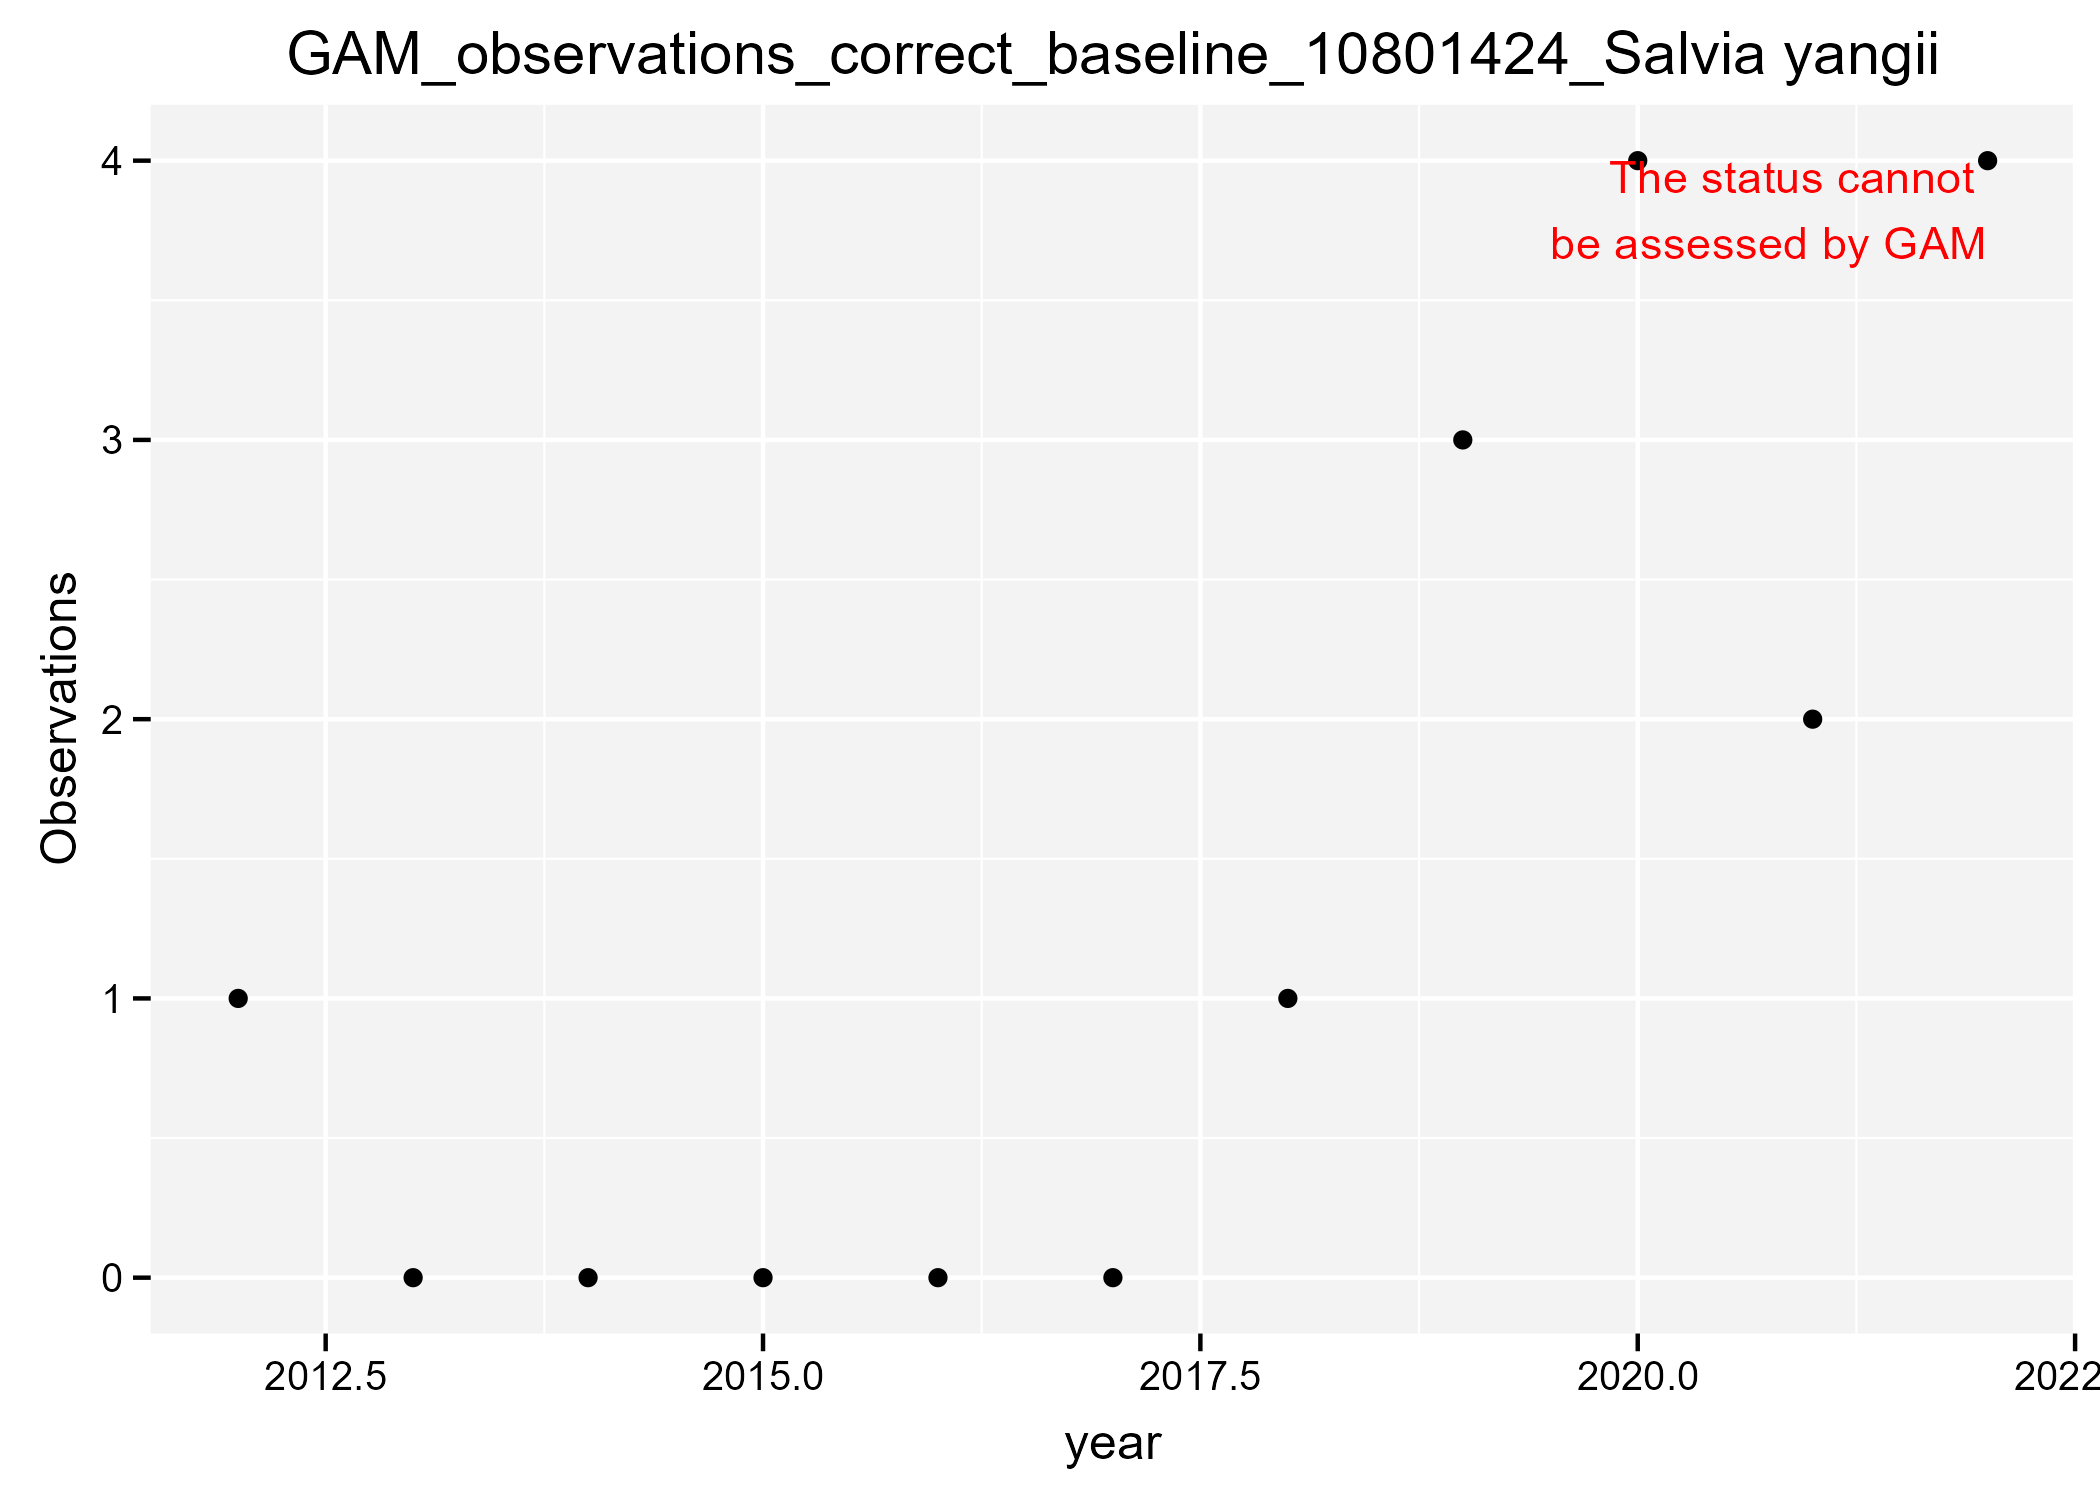 GAM_observations_correct_baseline_10801424_Salvia yangii
4
The status cannot
be assessed by GAM
3
2
1
0
Observations
2012.5
2015.0
2017.5
2020.0
2022
year